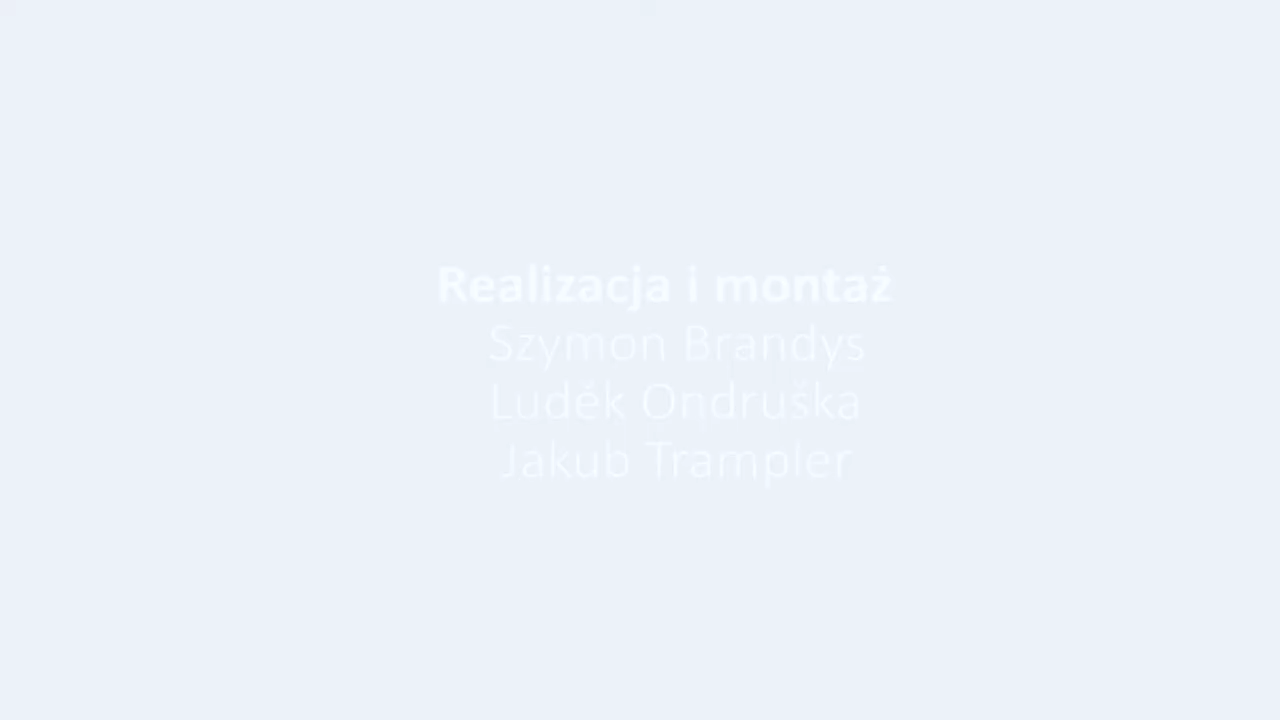 Realizacja i montaż
Szymon Brandys
Luděk Ondruška
Jakub Trampler